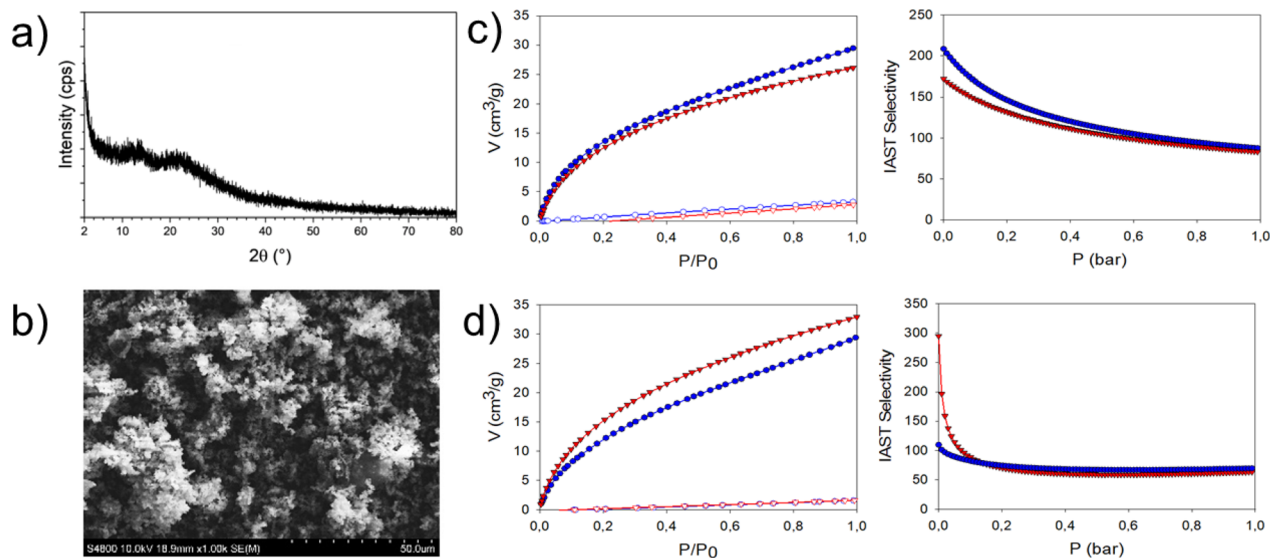 a)
Intensity (cps)
2 10 20 30 40 50 60 70 80
2θ (°)
b)
S4800 10.0kV 18.9mm x1.00k SE(M)
50.0um
c)
V (cm³/g)
35
30
25
20
15
10
5
0
0,0 0,2 0,4 0,6 0,8 1,0
P/P0
IAST Selectivity
250
200
150
100
50
0
0,0 0,2 0,4 0,6 0,8 1,0
P (bar)
d)
V (cm³/g)
35
30
25
20
15
10
5
0
0,0 0,2 0,4 0,6 0,8 1,0
P/P0
IAST Selectivity
350
300
250
200
150
100
50
0
0,0 0,2 0,4 0,6 0,8 1,0
P (bar)